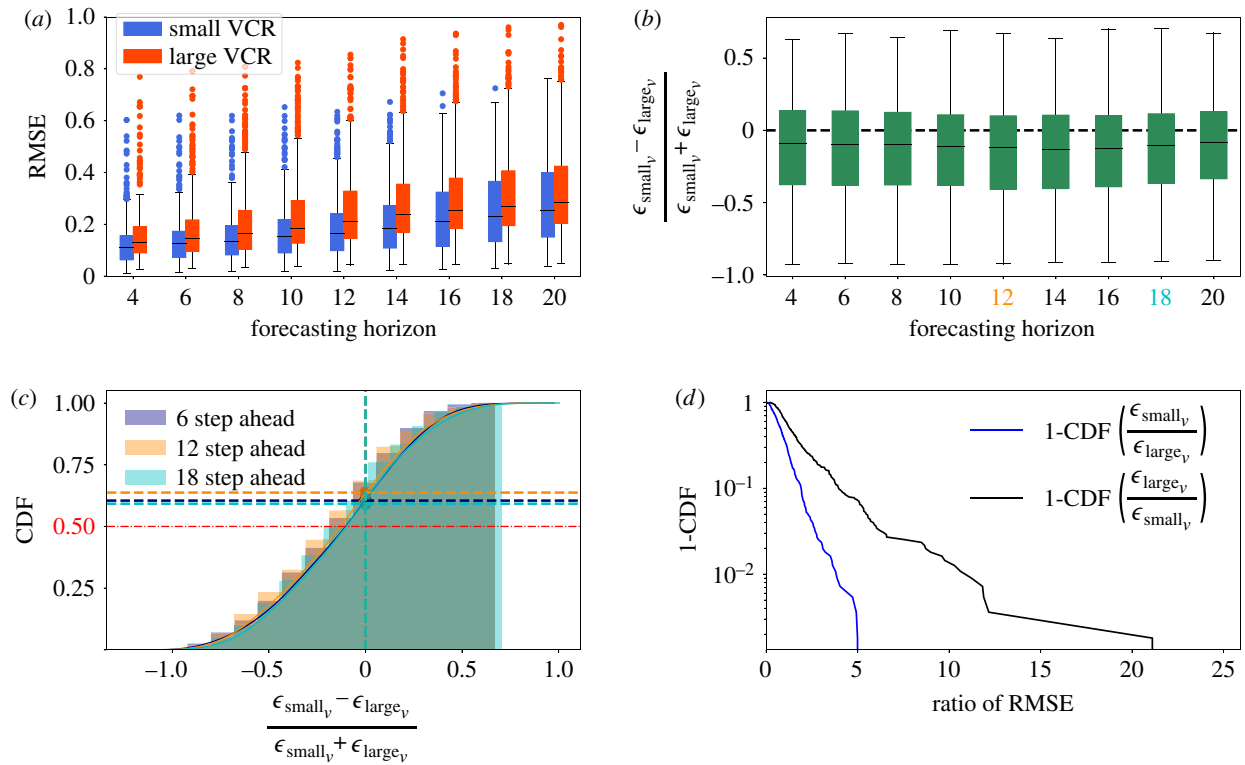 (a)
small VCR
large VCR
1.0
0.8
0.6
0.4
0.2
0
RMSE
4 6 8 10 12 14 16 18 20
forecasting horizon
(b)
0.5
0
−0.5
−1.0
ϵsmallᵥ − ϵlargeᵥ
ϵsmallᵥ + ϵlargeᵥ
4 6 8 10 12 14 16 18 20
forecasting horizon
(c)
6 step ahead
12 step ahead
18 step ahead
1.00
0.75
0.50
0.25
CDF
−1.0 −0.5 0 0.5 1.0
ϵsmallᵥ − ϵlargeᵥ
ϵsmallᵥ + ϵlargeᵥ
(d)
1-CDF (ϵsmallᵥ / ϵlargeᵥ)
1-CDF (ϵlargeᵥ / ϵsmallᵥ)
1
10⁻¹
10⁻²
1-CDF
0 5 10 15 20 25
ratio of RMSE